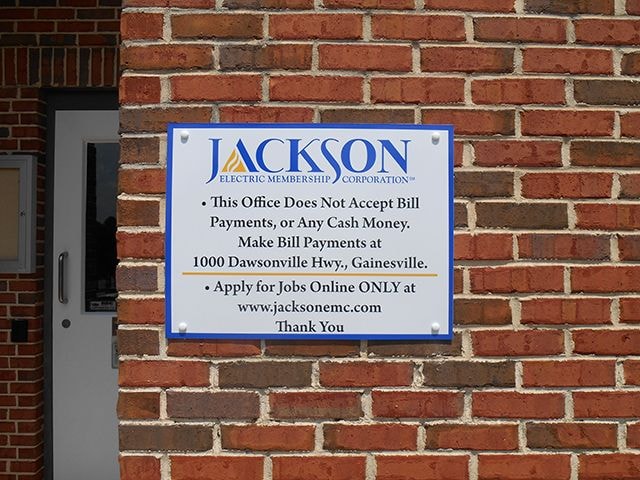 JACKSON
ELECTRIC MEMBERSHIP CORPORATION℠
• This Office Does Not Accept Bill
Payments, or Any Cash Money.
Make Bill Payments at
1000 Dawsonville Hwy., Gainesville.
• Apply for Jobs Online ONLY at
www.jacksonemc.com
Thank You